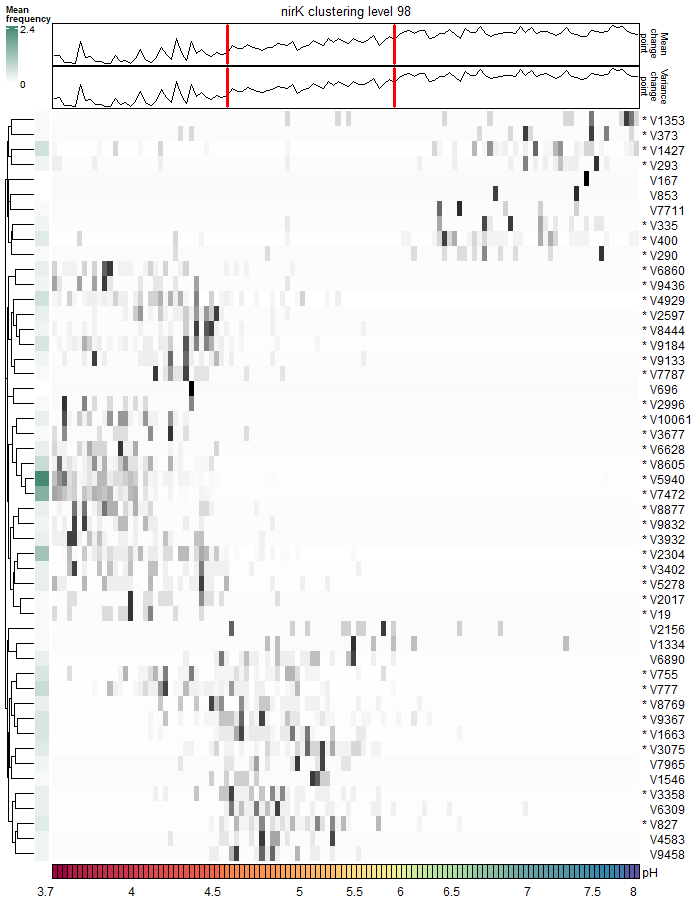 nirK clustering level 98
Mean
frequency
2.4
0
Mean
change
point
Variance
change
point
* V1353
* V373
* V1427
* V293
V167
V853
V7711
* V335
* V400
* V290
* V6860
* V9436
* V4929
* V2597
* V8444
* V9184
* V9133
* V7787
V696
* V2996
* V10061
* V3677
* V6628
* V8605
* V5940
* V7472
* V8877
* V9832
* V3932
* V2304
* V3402
* V5278
* V2017
* V19
V2156
V1334
V6890
* V755
* V777
* V8769
* V9367
* V1663
* V3075
V7965
V1546
* V3358
V6309
* V827
V4583
V9458
pH
3.7 4 4.5 5 5.5 6 6.5 7 7.5 8